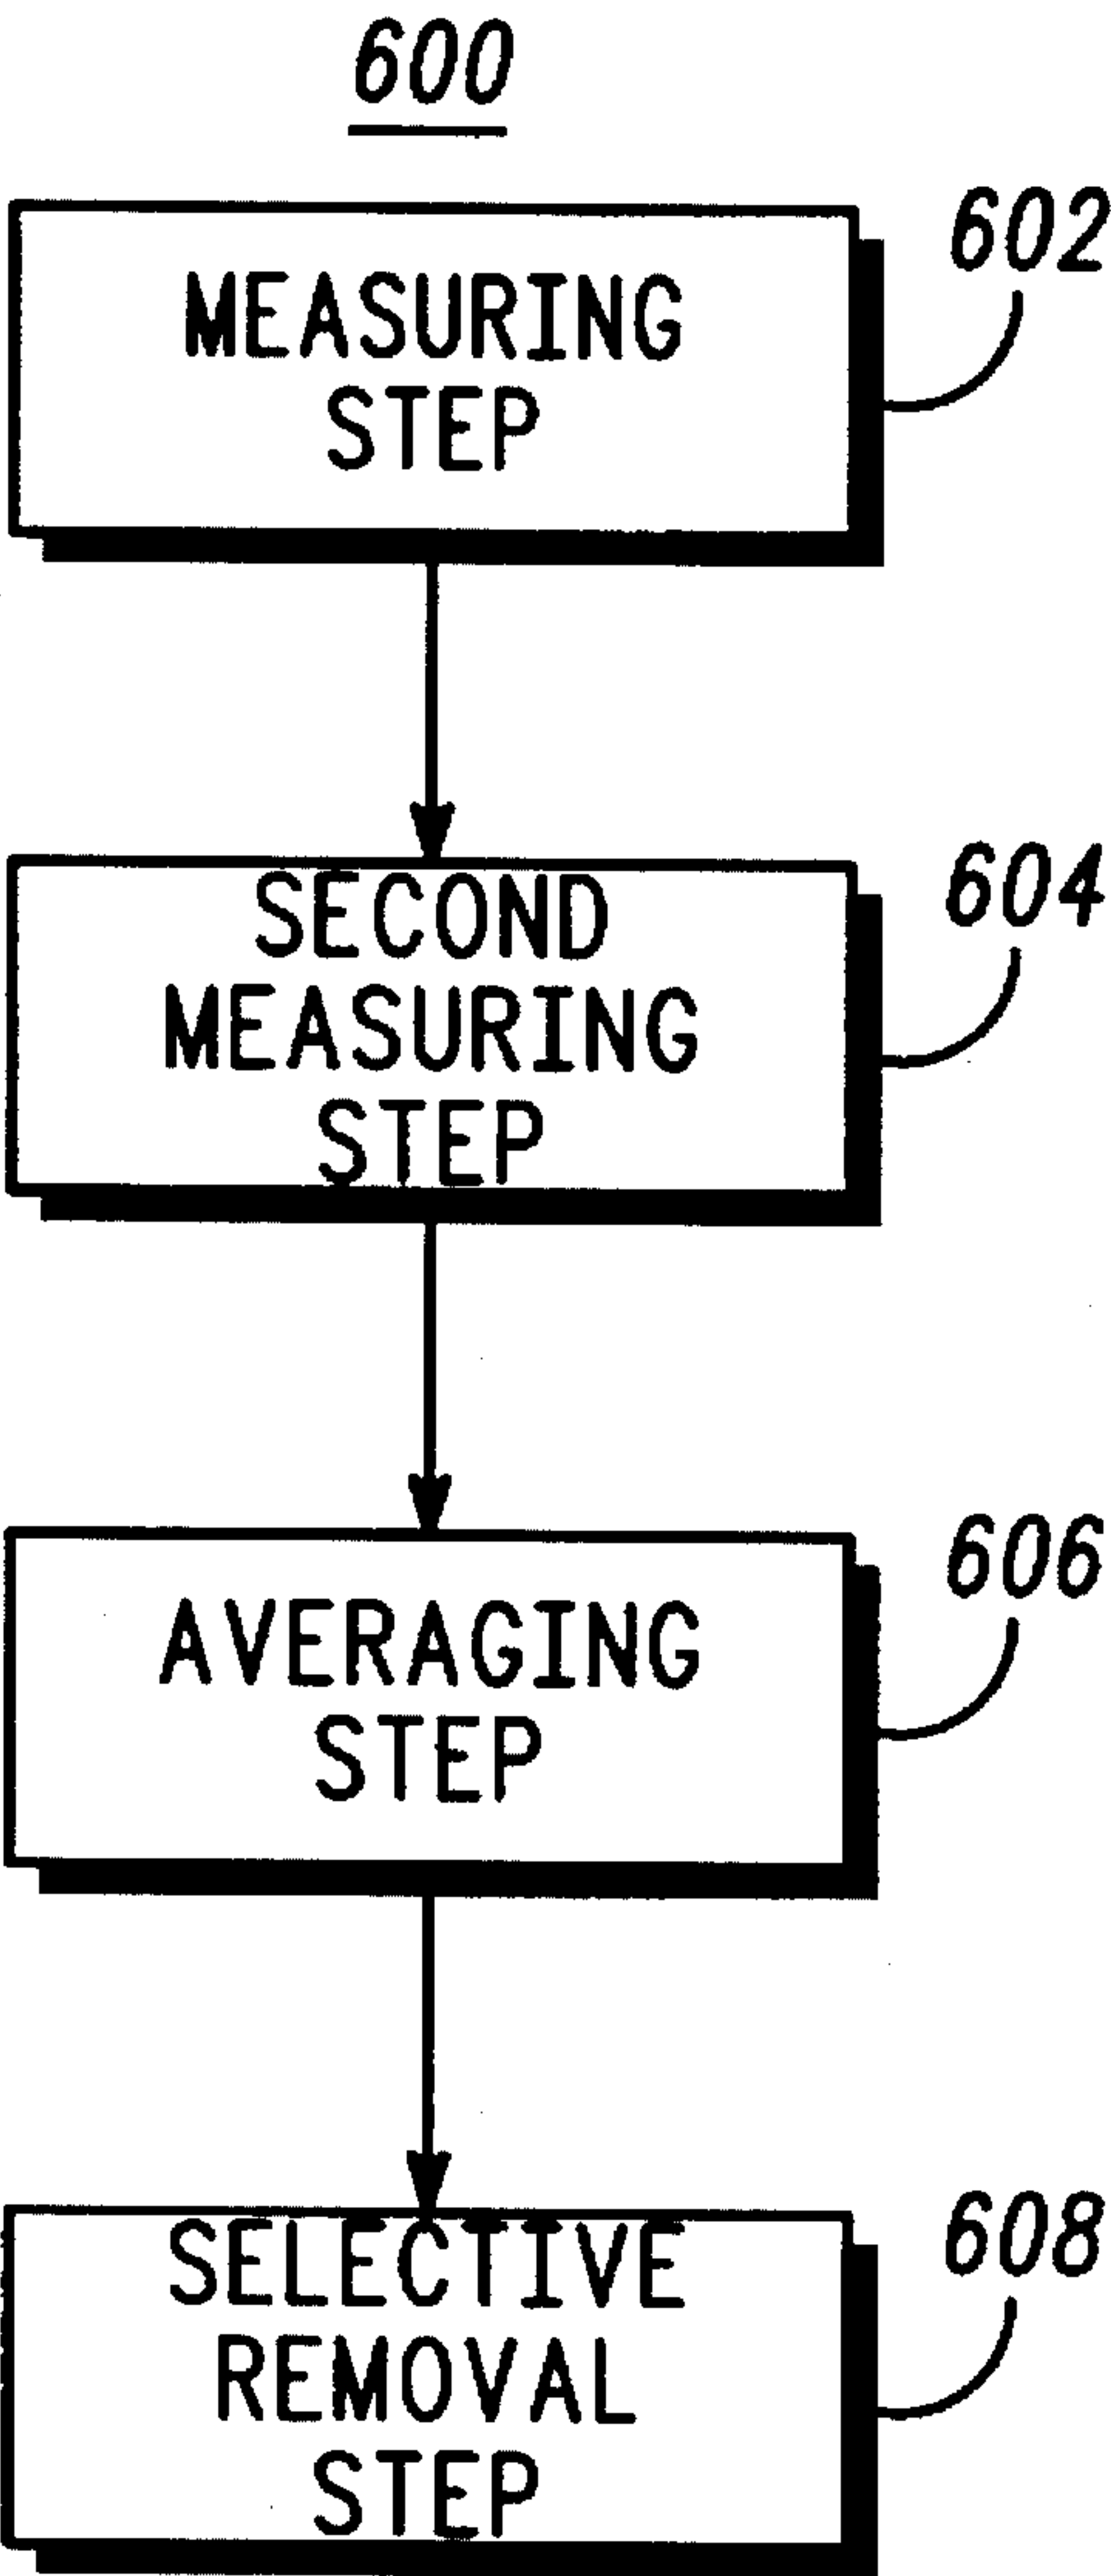 600
602
MEASURING
STEP
604
SECOND
MEASURING
STEP
606
AVERAGING
STEP
608
SELECTIVE
REMOVAL
STEP